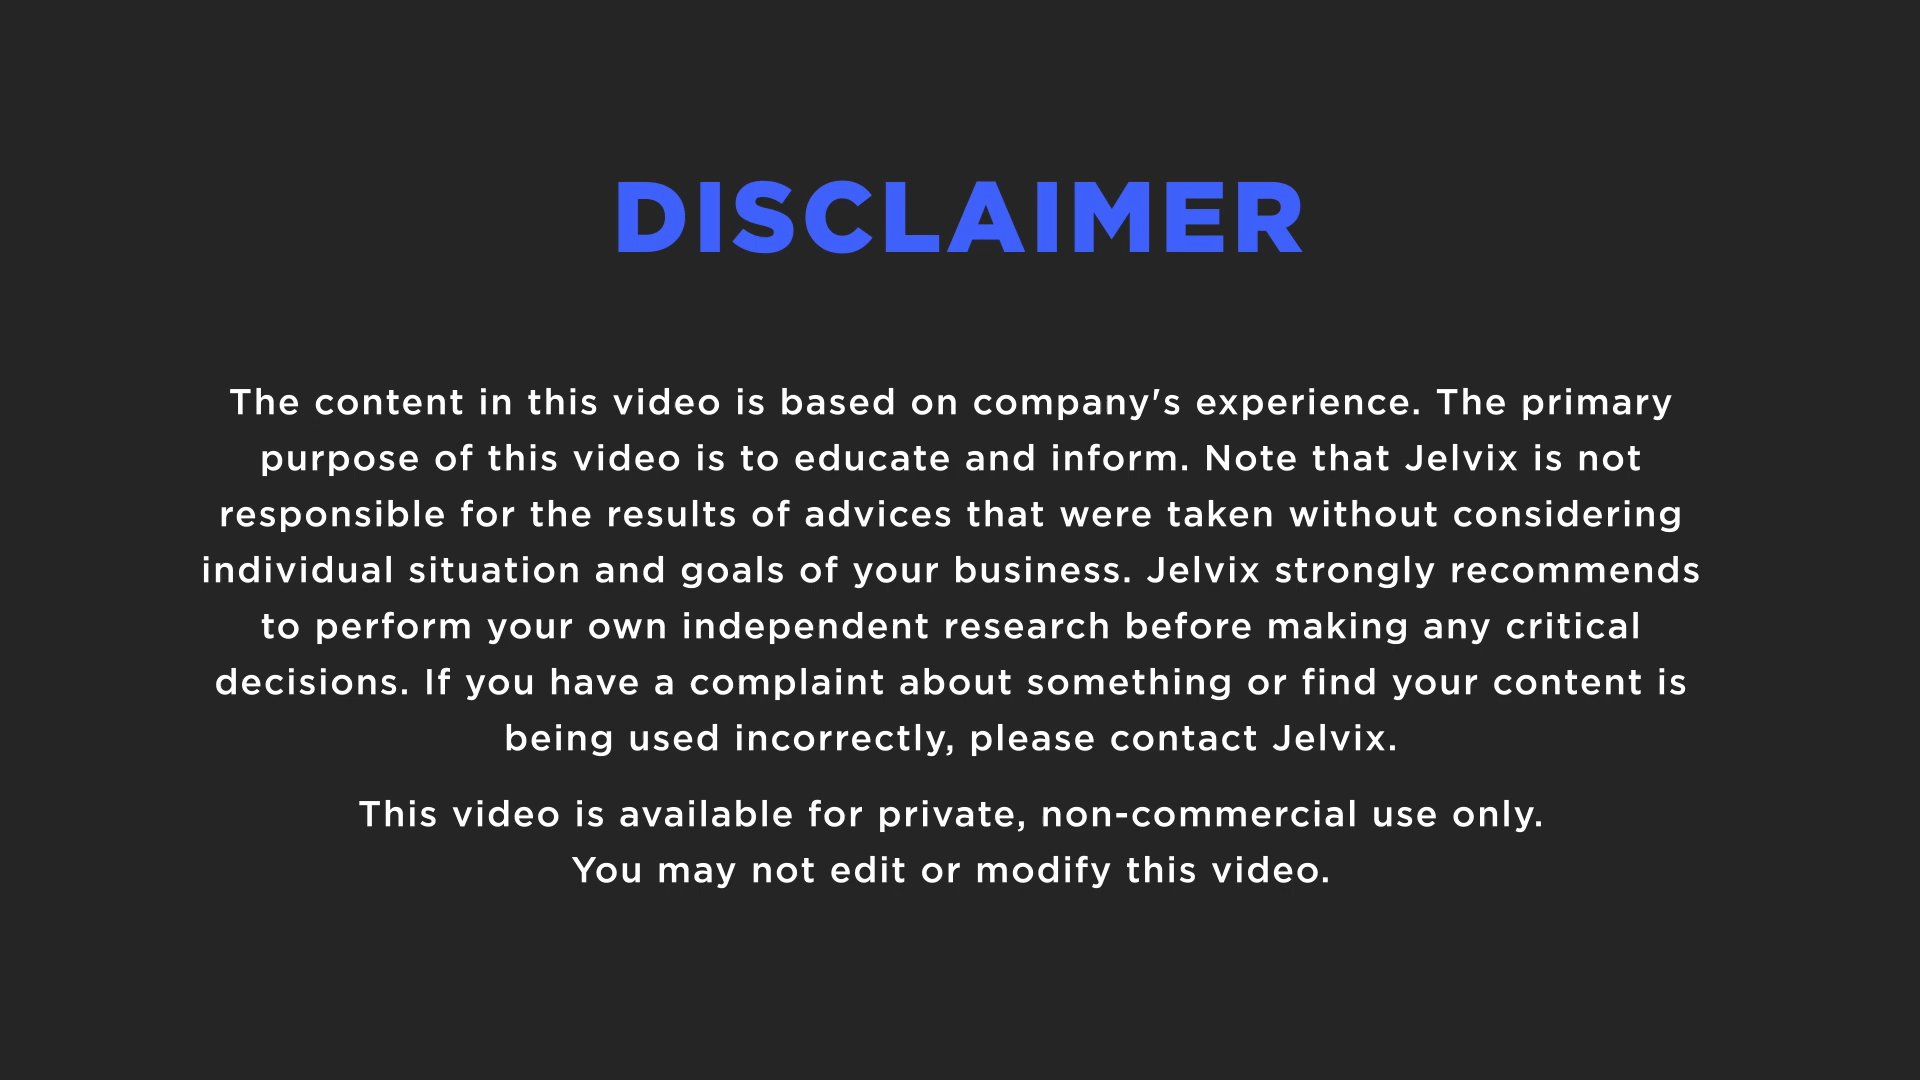 DISCLAIMER
The content in this video is based on company's experience. The primary
purpose of this video is to educate and inform. Note that Jelvix is not
responsible for the results of advices that were taken without considering
individual situation and goals of your business. Jelvix strongly recommends
to perform your own independent research before making any critical
decisions. If you have a complaint about something or find your content is
being used incorrectly, please contact Jelvix.
This video is available for private, non-commercial use only.
You may not edit or modify this video.